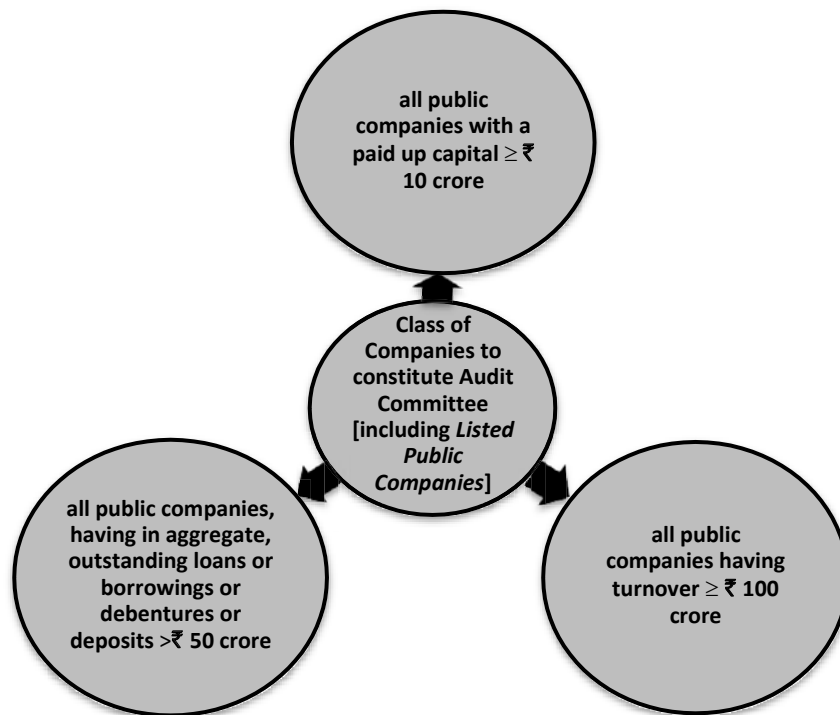 all public
companies with a
paid up capital ≥ ₹
10 crore
Class of
Companies to
constitute Audit
Committee
[including Listed
Public
Companies]
all public companies,
having in aggregate,
outstanding loans or
borrowings or
debentures or
deposits >₹ 50 crore
all public
companies having
turnover ≥ ₹ 100
crore